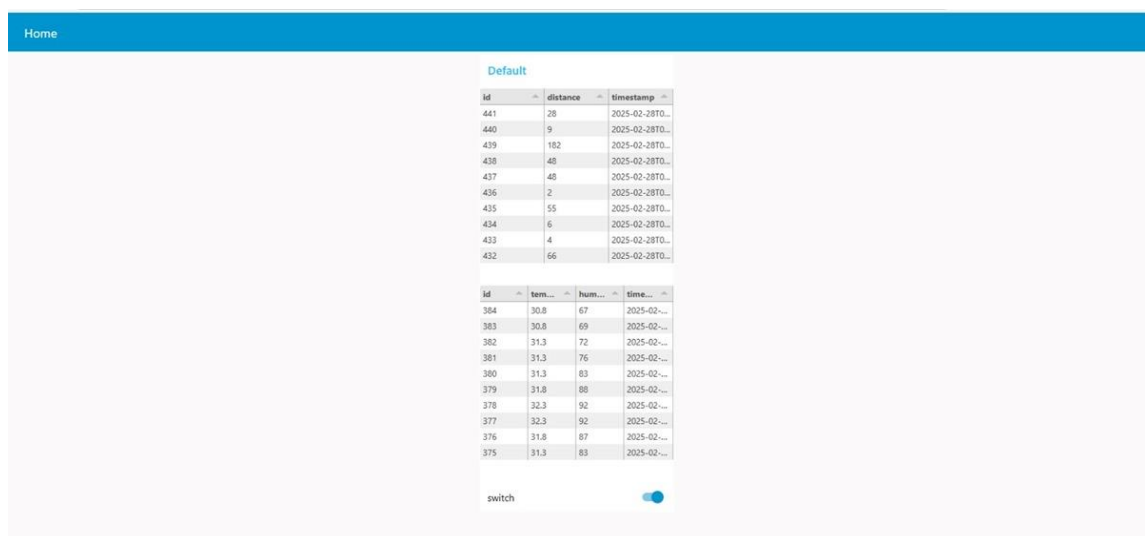 Home
Default
id distance timestamp
441 28 2025-02-28T0...
440 9 2025-02-28T0...
439 182 2025-02-28T0...
438 48 2025-02-28T0...
437 48 2025-02-28T0...
436 2 2025-02-28T0...
435 55 2025-02-28T0...
434 6 2025-02-28T0...
433 4 2025-02-28T0...
432 66 2025-02-28T0...
id tem... hum... time...
384 30.8 67 2025-02-...
383 30.8 69 2025-02-...
382 31.3 72 2025-02-...
381 31.3 76 2025-02-...
380 31.3 83 2025-02-...
379 31.8 88 2025-02-...
378 32.3 92 2025-02-...
377 32.3 92 2025-02-...
376 31.8 87 2025-02-...
375 31.3 83 2025-02-...
switch